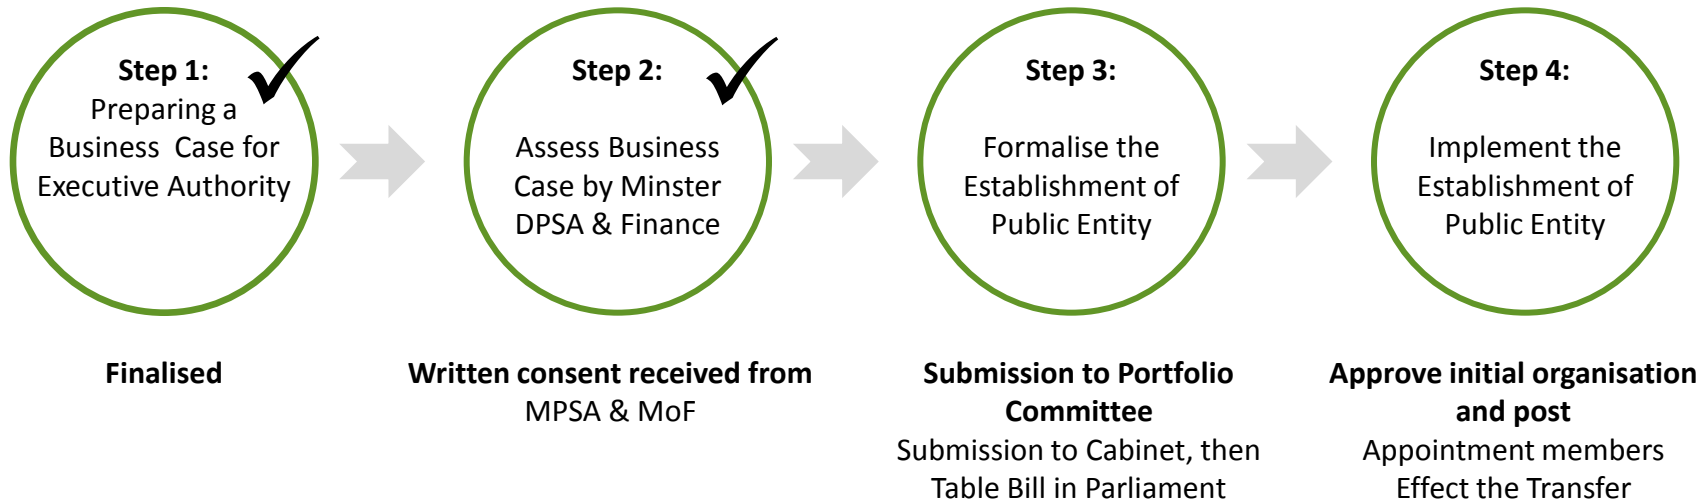 Step 1:
Preparing a
Business Case for
Executive Authority
Finalised
Step 2:
Assess Business
Case by Minster
DPSA & Finance
Written consent received from
MPSA & MoF
Step 3:
Formalise the
Establishment of
Public Entity
Submission to Portfolio
Committee
Submission to Cabinet, then
Table Bill in Parliament
Step 4:
Implement the
Establishment of
Public Entity
Approve initial organisation
and post
Appointment members
Effect the Transfer